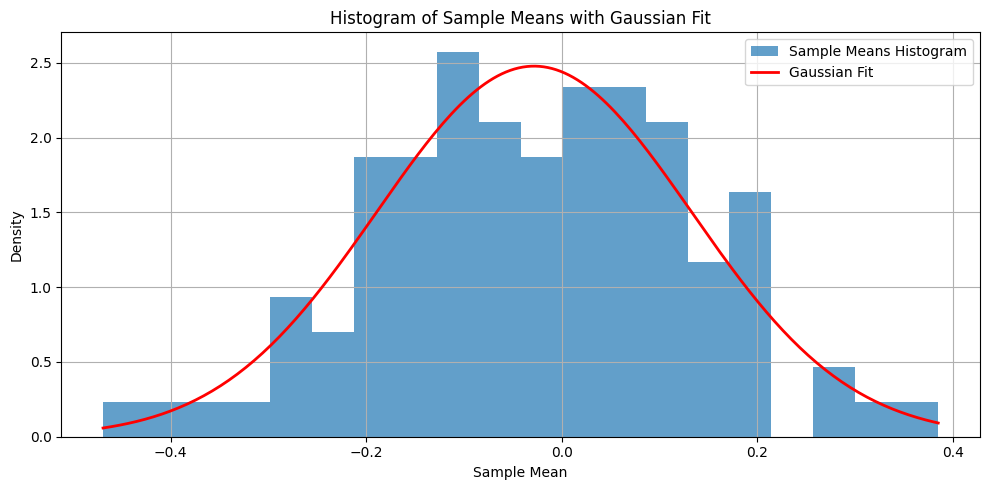 Histogram of Sample Means with Gaussian Fit
Sample Means Histogram
Gaussian Fit
Density
2.5
2.0
1.5
1.0
0.5
0.0
−0.4 −0.2 0.0 0.2 0.4
Sample Mean